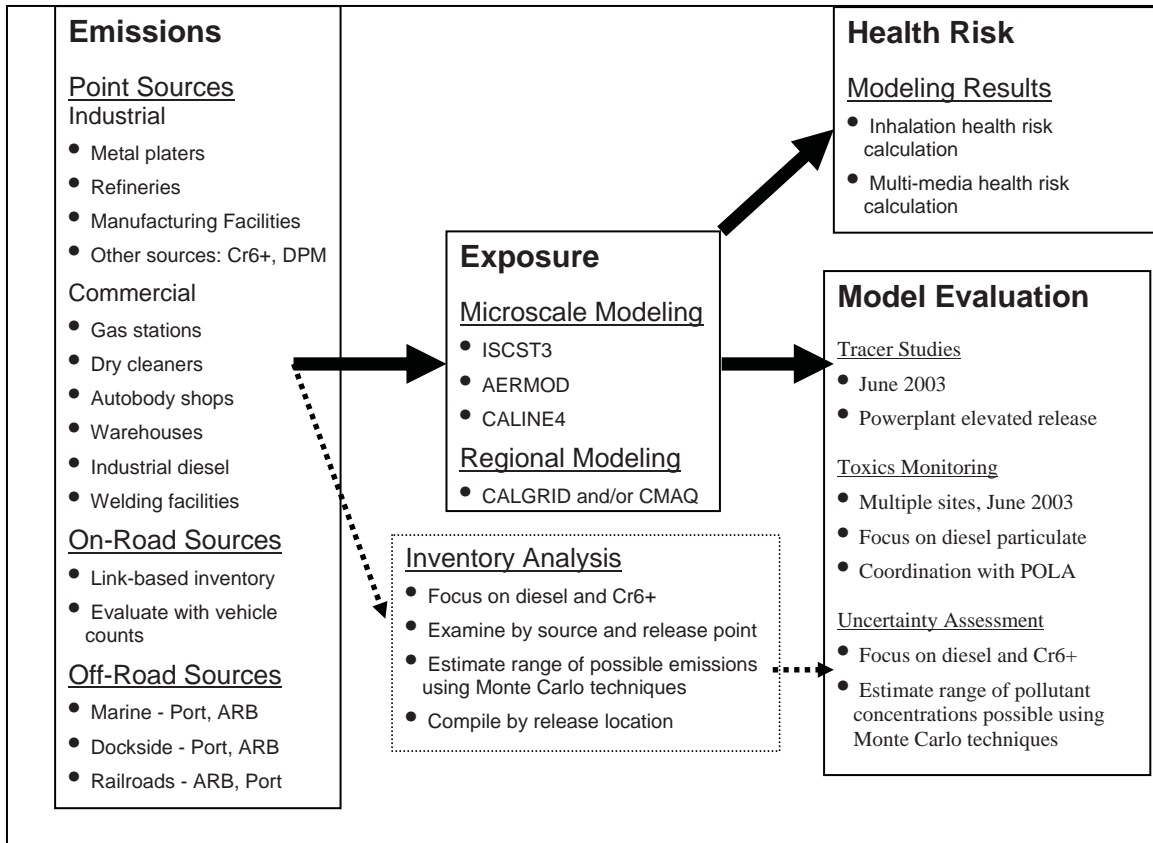 Emissions
Point Sources
Industrial
• Metal platers
• Refineries
• Manufacturing Facilities
• Other sources: Cr6+, DPM
Commercial
• Gas stations
• Dry cleaners
• Autobody shops
• Warehouses
• Industrial diesel
• Welding facilities
On-Road Sources
• Link-based inventory
• Evaluate with vehicle
counts
Off-Road Sources
• Marine - Port, ARB
• Dockside - Port, ARB
• Railroads - ARB, Port
Exposure
Microscale Modeling
• ISCST3
• AERMOD
• CALINE4
Regional Modeling
• CALGRID and/or CMAQ
Inventory Analysis
• Focus on diesel and Cr6+
• Examine by source and release point
• Estimate range of possible emissions
using Monte Carlo techniques
• Compile by release location
Health Risk
Modeling Results
• Inhalation health risk
calculation
• Multi-media health risk
calculation
Model Evaluation
Tracer Studies
• June 2003
• Powerplant elevated release
Toxics Monitoring
• Multiple sites, June 2003
• Focus on diesel particulate
• Coordination with POLA
Uncertainty Assessment
• Focus on diesel and Cr6+
• Estimate range of pollutant
concentrations possible using
Monte Carlo techniques